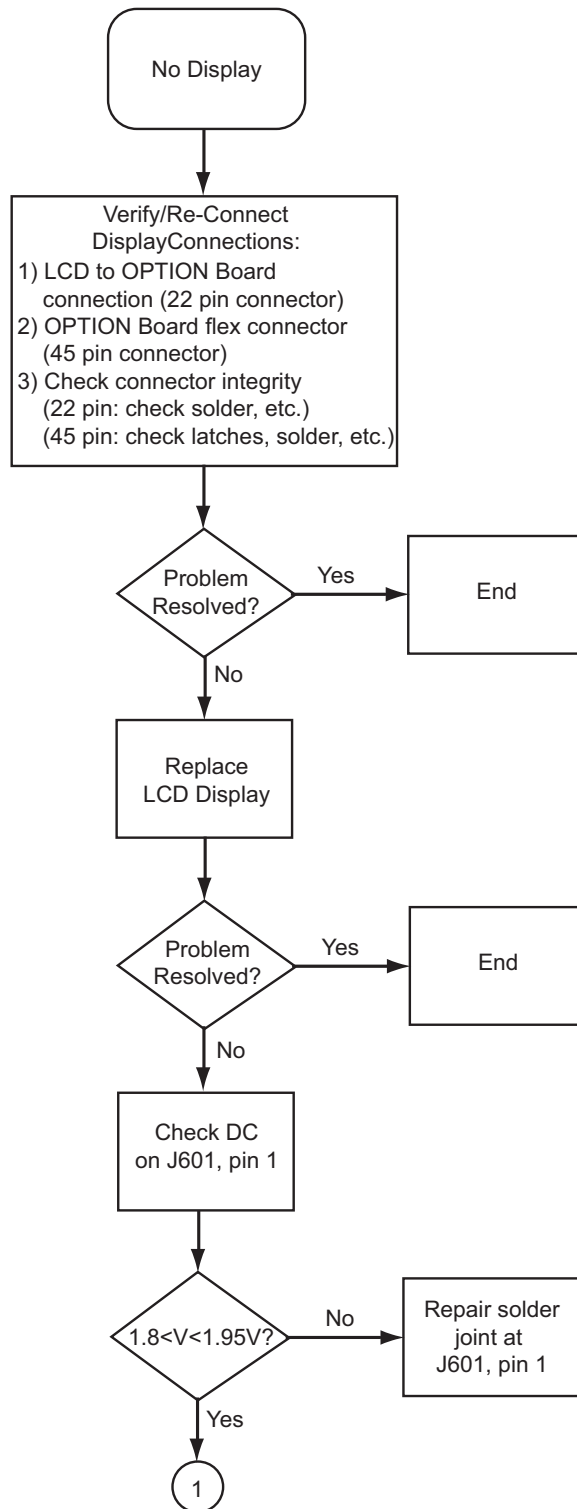 No Display
Verify/Re-Connect
DisplayConnections:
1) LCD to OPTION Board
connection (22 pin connector)
2) OPTION Board flex connector
(45 pin connector)
3) Check connector integrity
(22 pin: check solder, etc.)
(45 pin: check latches, solder, etc.)
Problem
Resolved?
Yes
End
No
Replace
LCD Display
Problem
Resolved?
Yes
End
No
Check DC
on J601, pin 1
1.8<V<1.95V?
No
Repair solder
joint at
J601, pin 1
Yes
1